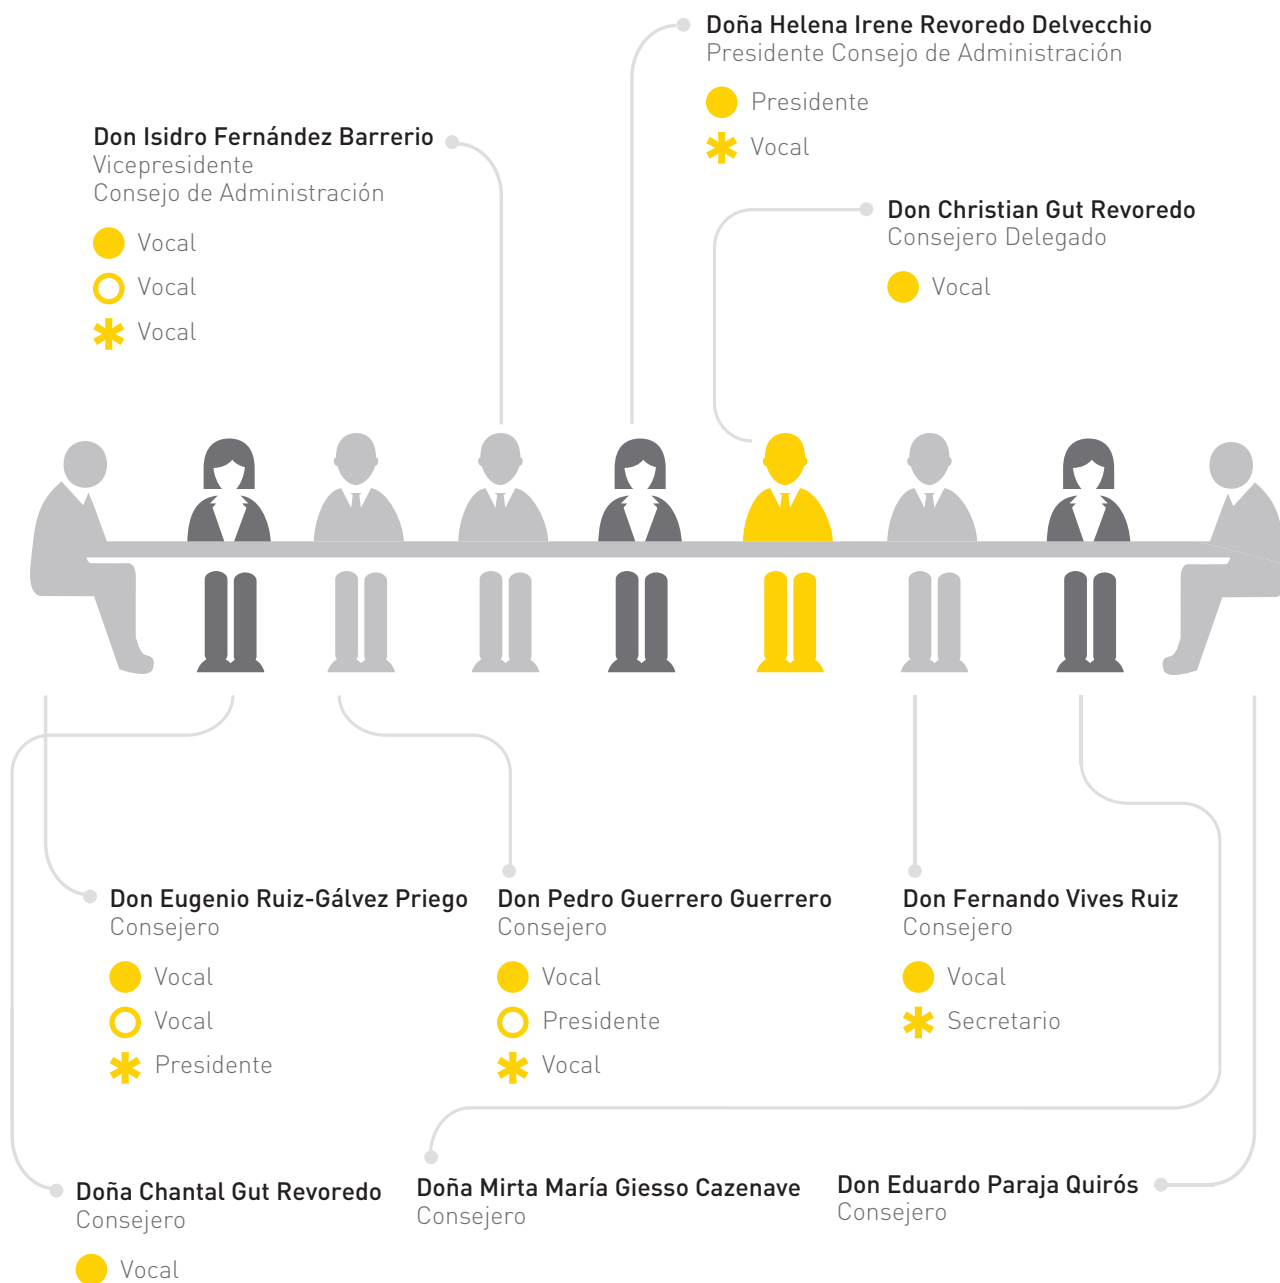 Doña Helena Irene Revoredo Delvecchio
Presidente Consejo de Administración
Presidente
Vocal
Don Isidro Fernández Barrerio
Vicepresidente
Consejo de Administración
Vocal
Vocal
Vocal
Don Christian Gut Revoredo
Consejero Delegado
Vocal
Don Eugenio Ruiz-Gálvez Priego
Consejero
Vocal
Vocal
Presidente
Don Pedro Guerrero Guerrero
Consejero
Vocal
Presidente
Vocal
Don Fernando Vives Ruiz
Consejero
Vocal
Secretario
Doña Chantal Gut Revoredo
Consejero
Vocal
Doña Mirta María Giesso Cazenave
Consejero
Don Eduardo Paraja Quirós
Consejero